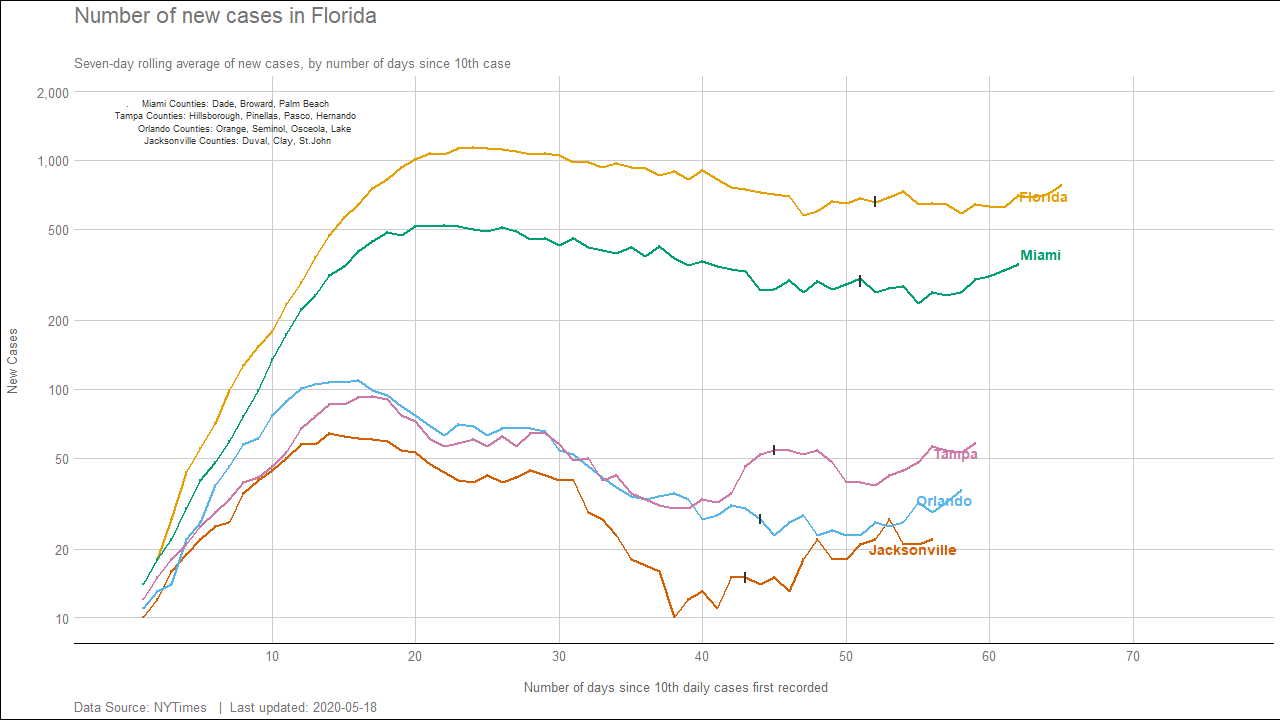 Number of new cases in Florida
Seven-day rolling average of new cases, by number of days since 10th case
. Miami Counties: Dade, Broward, Palm Beach
Tampa Counties: Hillsborough, Pinellas, Pasco, Hernando
Orlando Counties: Orange, Seminol, Osceola, Lake
Jacksonville Counties: Duval, Clay, St.John
2,000
1,000
500
200
100
50
20
10
New Cases
Florida
Miami
Tampa
Orlando
Jacksonville
10 20 30 40 50 60 70
Number of days since 10th daily cases first recorded
Data Source: NYTimes | Last updated: 2020-05-18